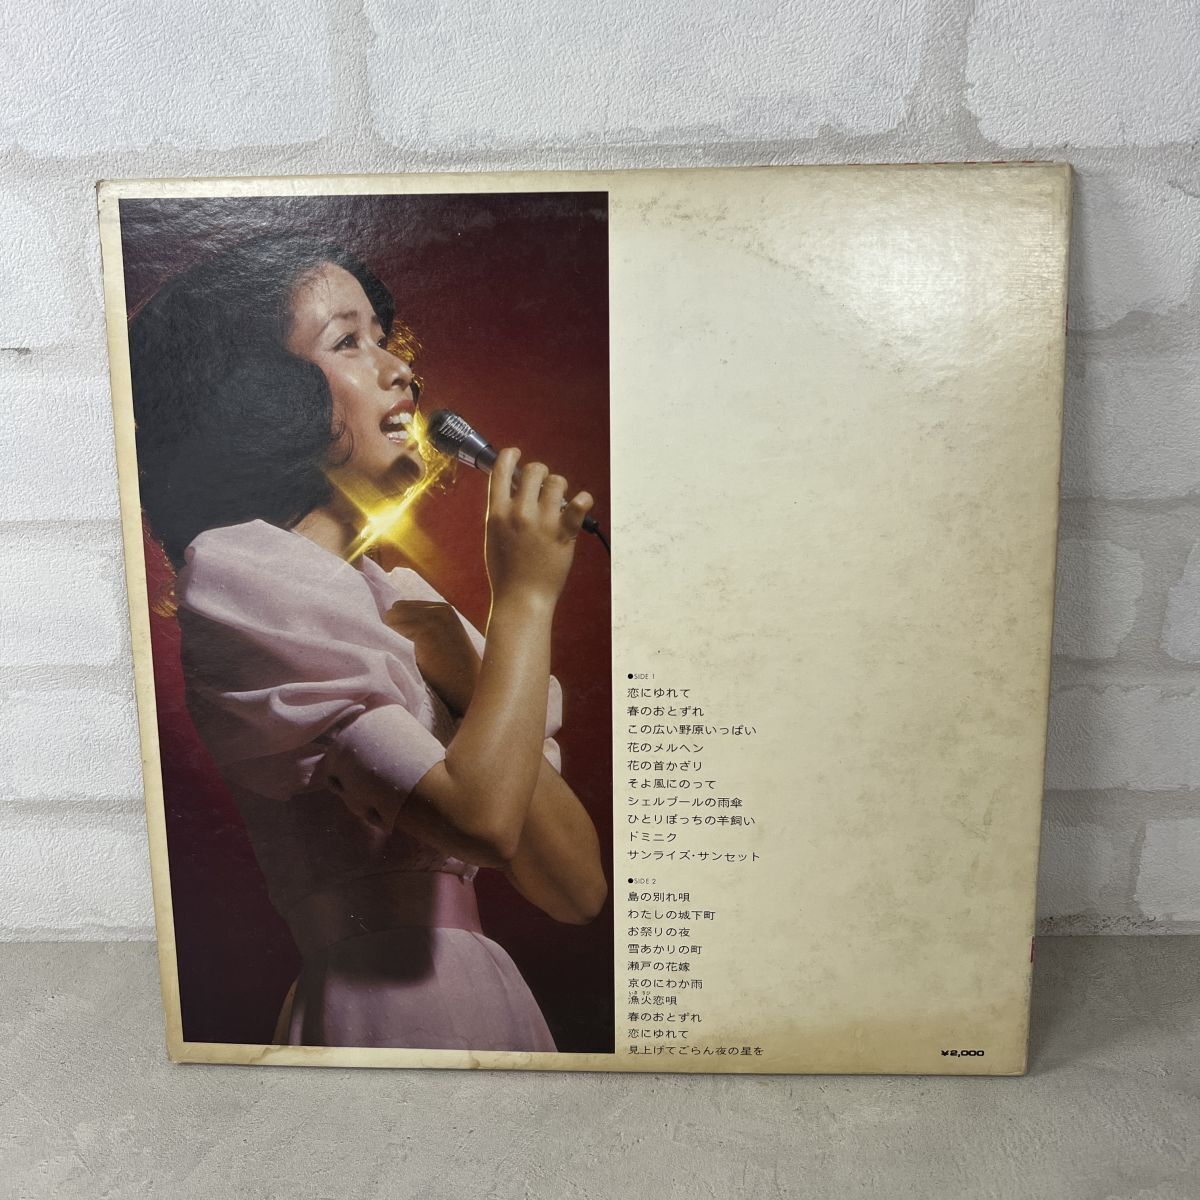 ●SIDE 1
恋にゆれて
春のおとずれ
この広い野原いっぱい
花のメルヘン
花の首かざり
そよ風にのって
シェルブールの雨傘
ひとりぼっちの羊飼い
ドミニク
サンライズ・サンセット
●SIDE 2
島の別れ唄
わたしの城下町
お祭りの夜
雪あかりの町
瀬戸の花嫁
京のにわか雨
いさりび
漁火恋唄
春のおとずれ
恋にゆれて
見上げてごらん夜の星を
¥2,000